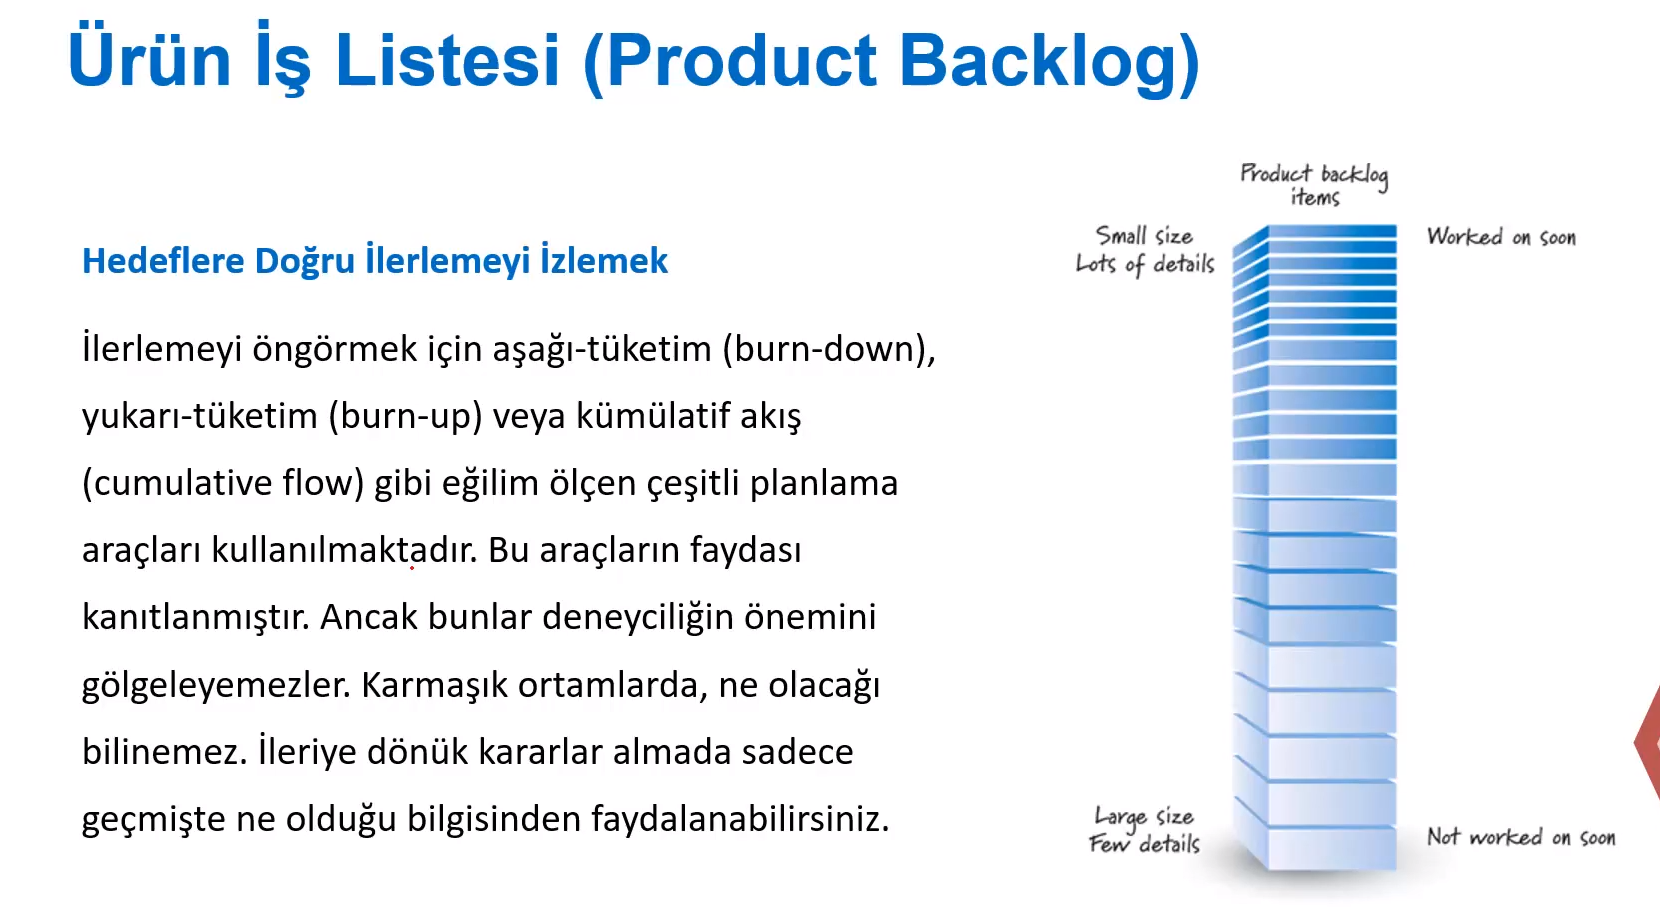 Ürün İş Listesi (Product Backlog)
Hedeflere Doğru İlerlemeyi İzlemek
İlerlemeyi öngörmek için aşağı-tüketim (burn-down),
yukarı-tüketim (burn-up) veya kümülatif akış
(cumulative flow) gibi eğilim ölçen çeşitli planlama
araçları kullanılmaktadır. Bu araçların faydası
kanıtlanmıştır. Ancak bunlar deneyciliğin önemini
gölgeleyemezler. Karmaşık ortamlarda, ne olacağı
bilinemez. İleriye dönük kararlar almada sadece
geçmişte ne olduğu bilgisinden faydalanabilirsiniz.
Product backlog
items
Small size
Lots of details
Worked on soon
Large size
Few details
Not worked on soon